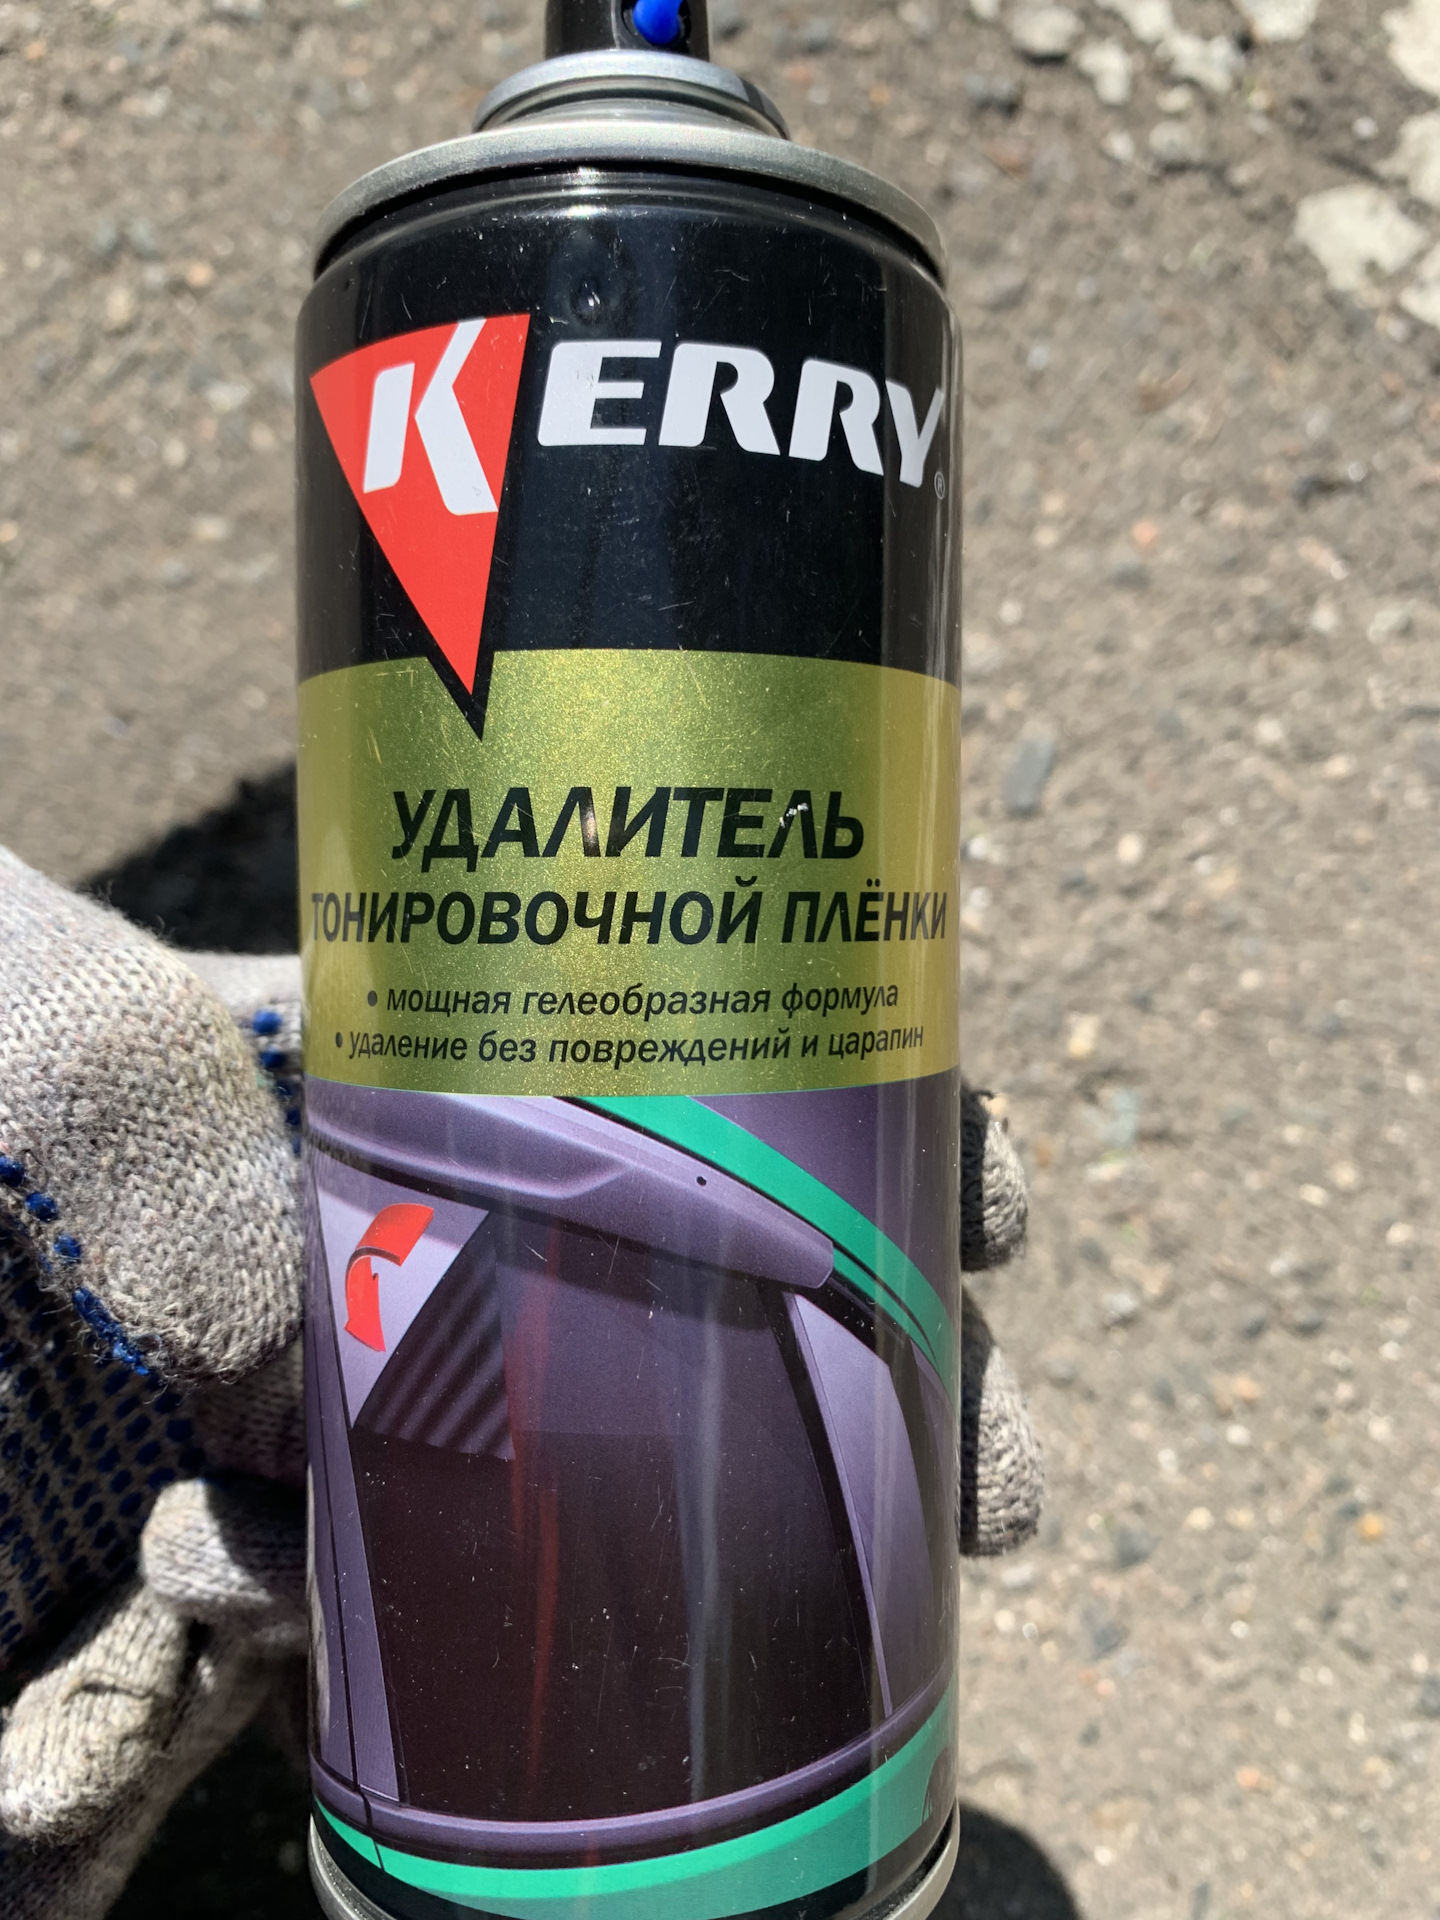 KERRY®
УДАЛИТЕЛЬ
ТОНИРОВОЧНОЙ ПЛЁНКИ
• мощная гелеобразная формула
• удаление без повреждений и царапин